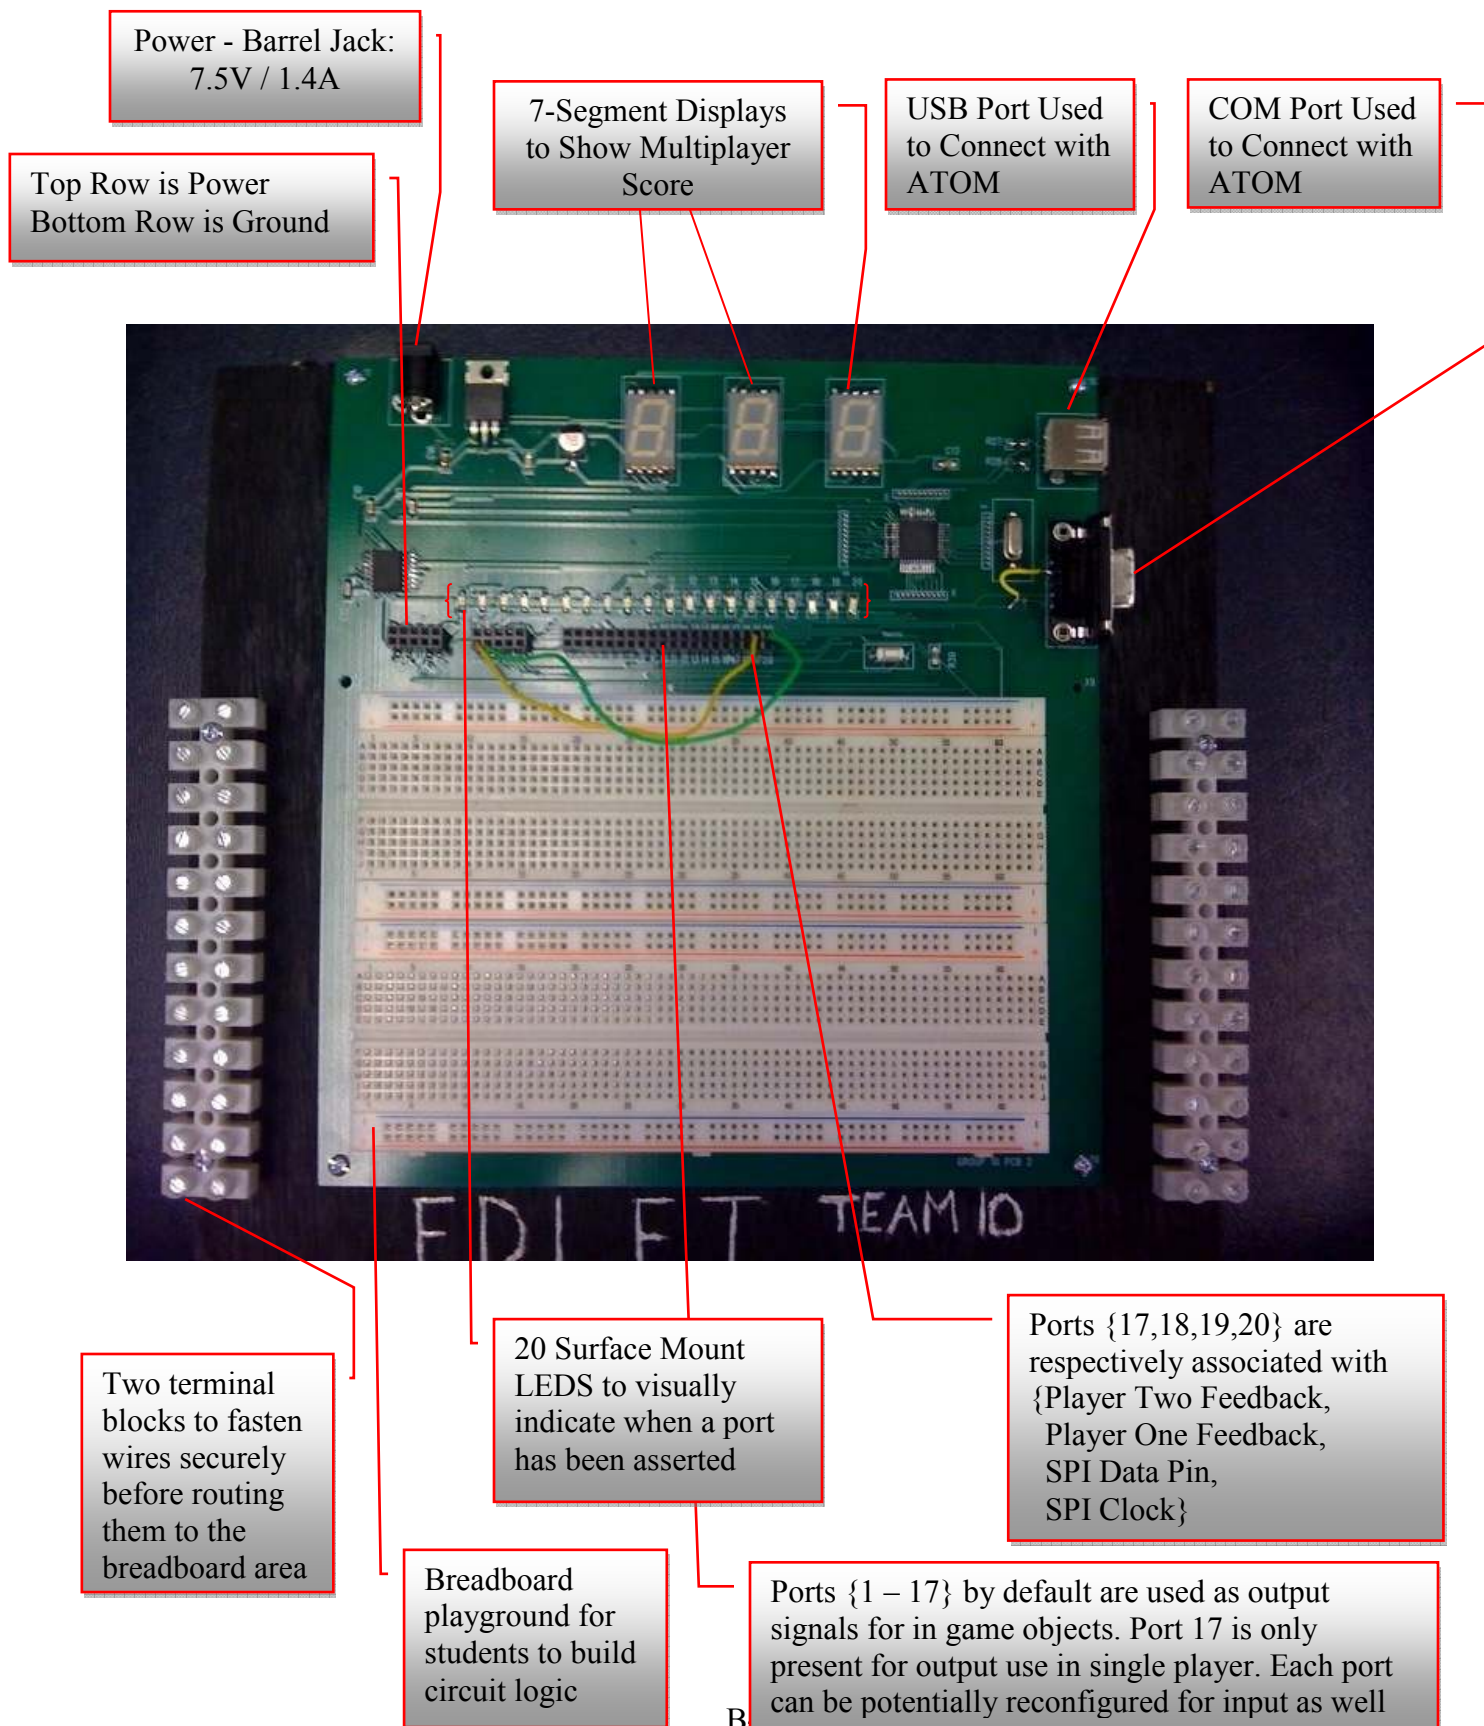 Power - Barrel Jack:
7.5V / 1.4A
7-Segment Displays
to Show Multiplayer
Score
USB Port Used
to Connect with
ATOM
COM Port Used
to Connect with
ATOM
Top Row is Power
Bottom Row is Ground
GROUP 10 PCB 2
TEAM 10
Two terminal
blocks to fasten
wires securely
before routing
them to the
breadboard area
20 Surface Mount
LEDS to visually
indicate when a port
has been asserted
Ports {17,18,19,20} are
respectively associated with
{Player Two Feedback,
Player One Feedback,
SPI Data Pin,
SPI Clock}
Breadboard
playground for
students to build
circuit logic
Ports {1 – 17} by default are used as output
signals for in game objects. Port 17 is only
present for output use in single player. Each port
can be potentially reconfigured for input as well
B